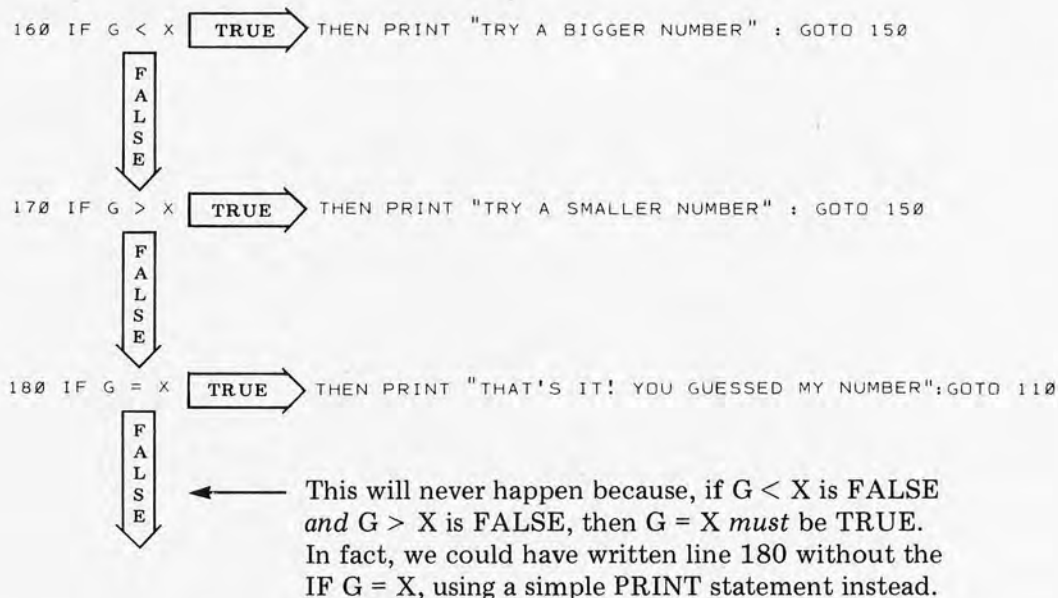 160 IF G < X TRUE THEN PRINT "TRY A BIGGER NUMBER" : GOTO 150
FALSE
170 IF G > X TRUE THEN PRINT "TRY A SMALLER NUMBER" : GOTO 150
FALSE
180 IF G = X TRUE THEN PRINT "THAT'S IT! YOU GUESSED MY NUMBER":GOTO 110
FALSE
This will never happen because, if G < X is FALSE
and G > X is FALSE, then G = X must be TRUE.
In fact, we could have written line 180 without the
IF G = X, using a simple PRINT statement instead.